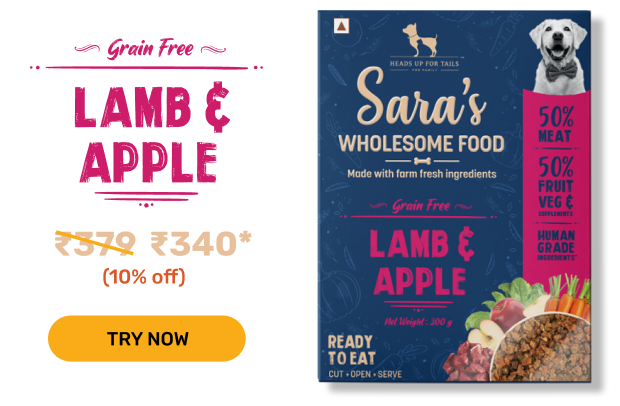 Grain Free
LAMB &
APPLE
₹379 ₹340*
(10% off)
TRY NOW
HEADS UP FOR TAILS
FOR FAMILY
Sara's
WHOLESOME FOOD
Made with farm fresh ingredients
Grain Free
LAMB &
APPLE
Net Weight: 300 g
READY
TO EAT
CUT • OPEN • SERVE
50%
MEAT
50%
FRUIT
VEG &
SUPPLEMENTS
HUMAN
GRADE
INGREDIENTS*